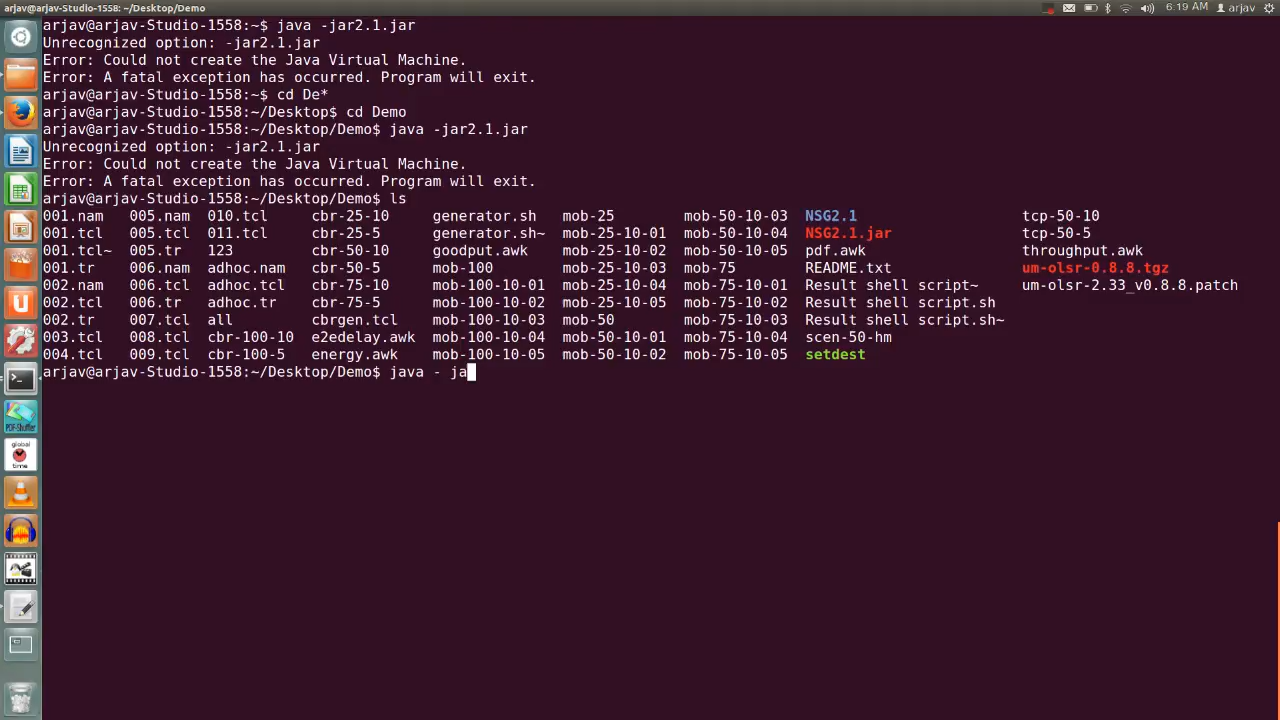 arjav@arjav-Studio-1558: ~/Desktop/Demo 6:19 AM arjav
arjav@arjav-Studio-1558:~$ java -jar2.1.jar
Unrecognized option: -jar2.1.jar
Error: Could not create the Java Virtual Machine.
Error: A fatal exception has occurred. Program will exit.
arjav@arjav-Studio-1558:~$ cd De*
arjav@arjav-Studio-1558:~/Desktop$ cd Demo
arjav@arjav-Studio-1558:~/Desktop/Demo$ java -jar2.1.jar
Unrecognized option: -jar2.1.jar
Error: Could not create the Java Virtual Machine.
Error: A fatal exception has occurred. Program will exit.
arjav@arjav-Studio-1558:~/Desktop/Demo$ ls
001.nam 005.nam 010.tcl cbr-25-10 generator.sh mob-25 mob-50-10-03 NSG2.1 tcp-50-10
001.tcl 005.tcl 011.tcl cbr-25-5 generator.sh~ mob-25-10-01 mob-50-10-04 NSG2.1.jar tcp-50-5
001.tcl~ 005.tr 123 cbr-50-10 goodput.awk mob-25-10-02 mob-50-10-05 pdf.awk throughput.awk
001.tr 006.nam adhoc.nam cbr-50-5 mob-100 mob-25-10-03 mob-75 README.txt um-olsr-0.8.8.tgz
002.nam 006.tcl adhoc.tcl cbr-75-10 mob-100-10-01 mob-25-10-04 mob-75-10-01 Result shell script~ um-olsr-2.33_v0.8.8.patch
002.tcl 006.tr adhoc.tr cbr-75-5 mob-100-10-02 mob-25-10-05 mob-75-10-02 Result shell script.sh
002.tr 007.tcl all cbrgen.tcl mob-100-10-03 mob-50 mob-75-10-03 Result shell script.sh~
003.tcl 008.tcl cbr-100-10 e2edelay.awk mob-100-10-04 mob-50-10-01 mob-75-10-04 scen-50-hm
004.tcl 009.tcl cbr-100-5 energy.awk mob-100-10-05 mob-50-10-02 mob-75-10-05 setdest
arjav@arjav-Studio-1558:~/Desktop/Demo$ java - ja
PDF-Shuffler
global
time